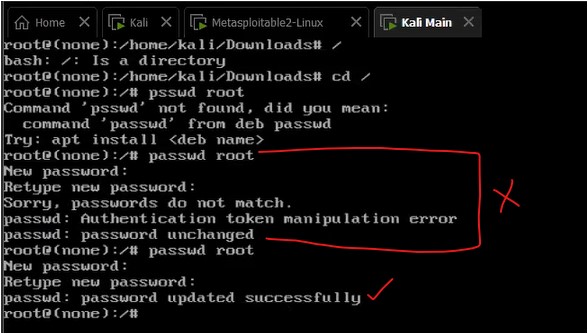 Home × Kali × Metasploitable2-Linux × Kali Main ×
root@(none):/home/kali/Downloads# /
bash: /: Is a directory
root@(none):/home/kali/Downloads# cd /
root@(none):/# psswd root
Command 'psswd' not found, did you mean:
  command 'passwd' from deb passwd
Try: apt install <deb name>
root@(none):/# passwd root
New password:
Retype new password:
Sorry, passwords do not match.
passwd: Authentication token manipulation error
passwd: password unchanged
root@(none):/# passwd root
New password:
Retype new password:
passwd: password updated successfully
root@(none):/#